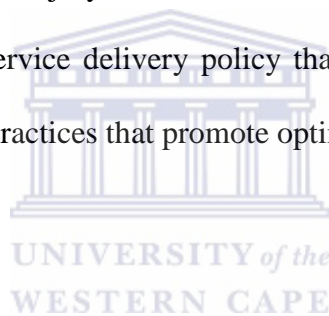 ervice delivery policy tha
ractices that promote opti
UNIVERSITY of the
WESTERN CAPE